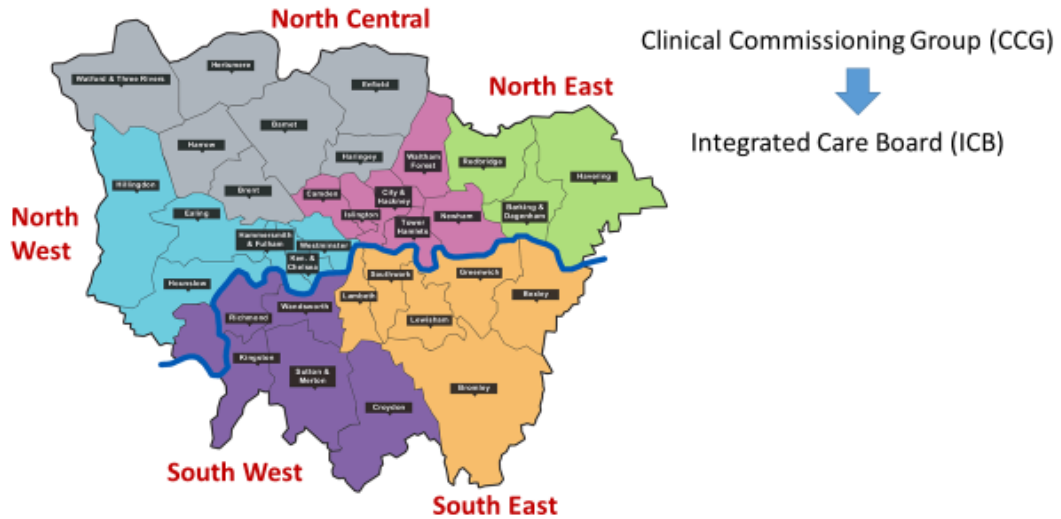 North Central
Clinical Commissioning Group (CCG)
Hertsmere
Watford & Three Rivers
Enfield
North East
Barnet
Integrated Care Board (ICB)
Harrow
Haringey
Waltham
Forest
Redbridge
Havering
Hillingdon
Brent
Camden
City &
Hackney
Ealing
Islington
Newham
Barking &
Dagenham
North
West
Tower
Hamlets
Hammersmith
& Fulham
Westminster
Ken. &
Chelsea
Southwark
Greenwich
Hounslow
Lambeth
Bexley
Wandsworth
Richmond
Lewisham
Kingston
Sutton &
Merton
Bromley
Croydon
South West
South East